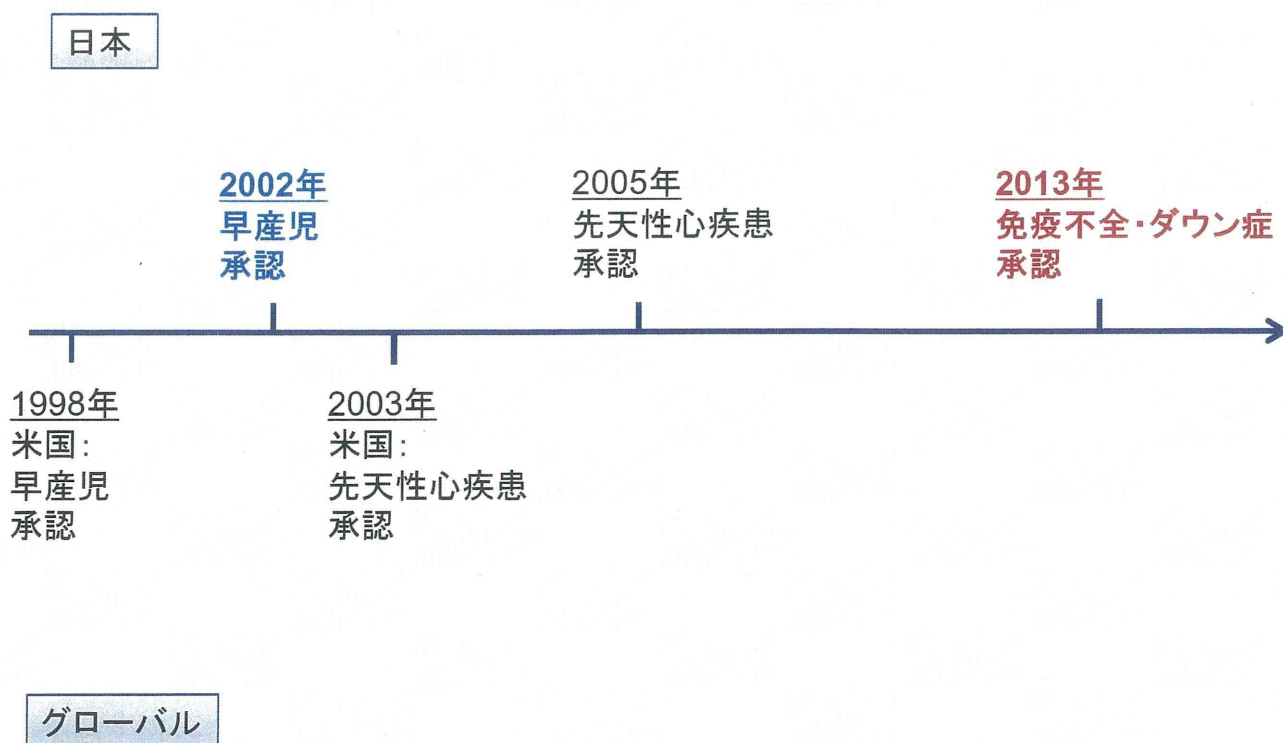 日本
2002年
早産児
承認
2005年
先天性心疾患
承認
2013年
免疫不全・ダウン症
承認
1998年
米国：
早産児
承認
2003年
米国：
先天性心疾患
承認
グローバル